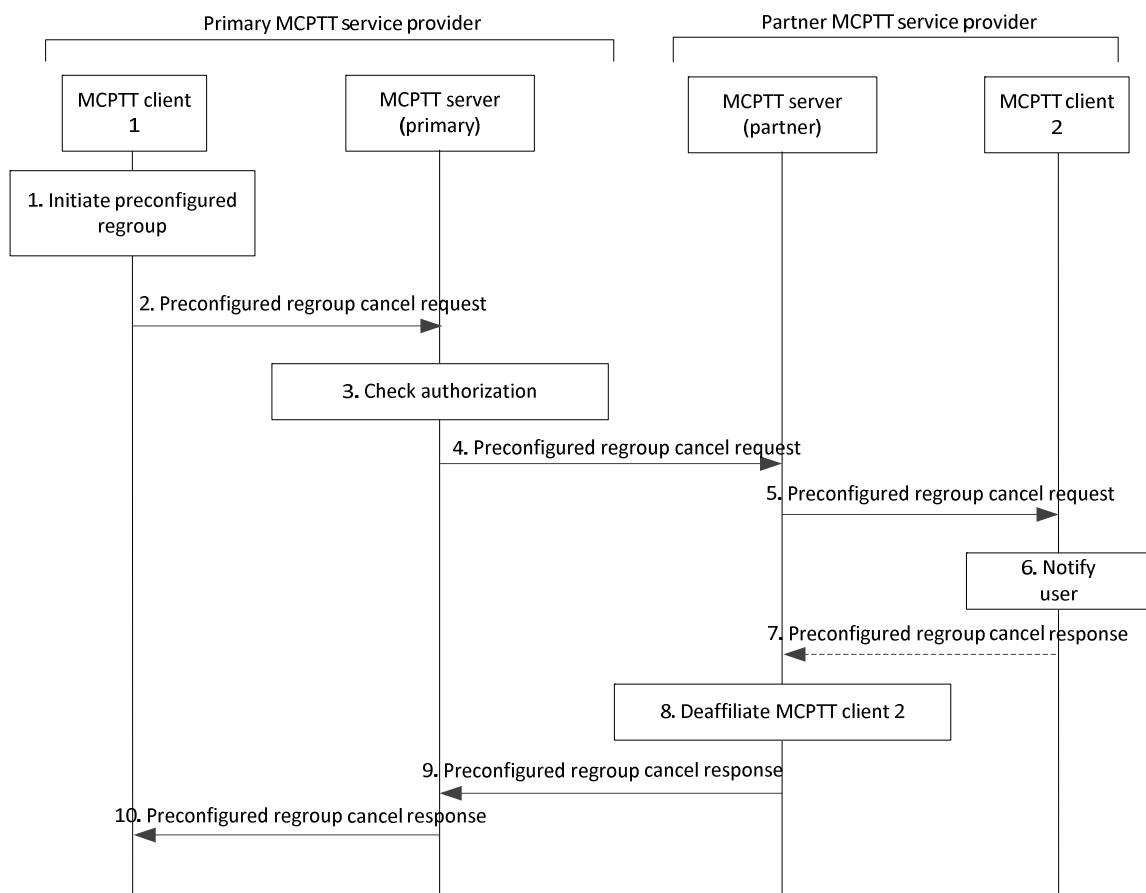 Primary MCPTT service provider
Partner MCPTT service provider
MCPTT client
1
MCPTT server
(primary)
MCPTT server
(partner)
MCPTT client
2
1. Initiate preconfigured
regroup
2. Preconfigured regroup cancel request
3. Check authorization
4. Preconfigured regroup cancel request
5. Preconfigured regroup cancel request
6. Notify
user
7. Preconfigured regroup cancel response
8. Deaffiliate MCPTT client 2
9. Preconfigured regroup cancel response
10. Preconfigured regroup cancel response